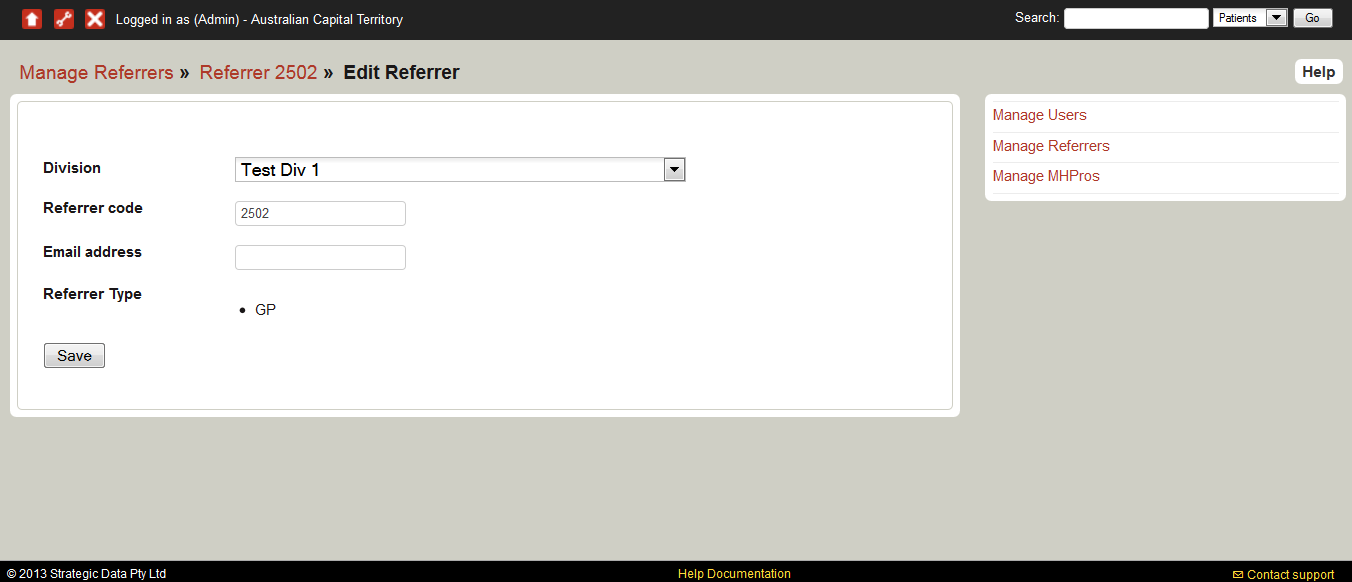 Logged in as (Admin) - Australian Capital Territory Search: Patients Go
Manage Referrers » Referrer 2502 » Edit Referrer Help
Manage Users
Manage Referrers
Manage MHPros
Division Test Div 1
Referrer code 2502
Email address
Referrer Type
• GP
Save
© 2013 Strategic Data Pty Ltd Help Documentation Contact support